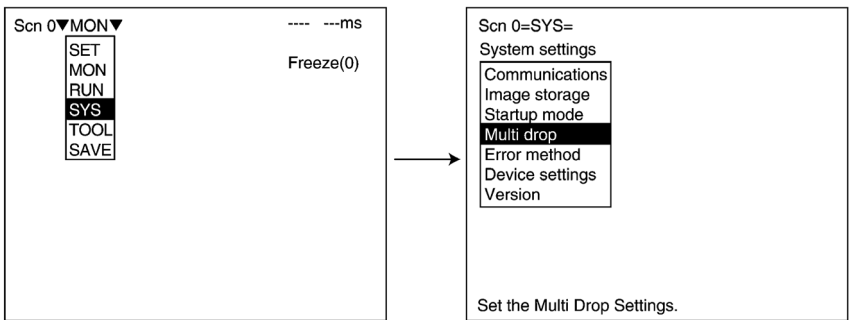 Scn 0▼MON▼ ---- ---ms
SET
MON
RUN
SYS
TOOL
SAVE
Freeze(0)
Scn 0=SYS=
System settings
Communications
Image storage
Startup mode
Multi drop
Error method
Device settings
Version
Set the Multi Drop Settings.